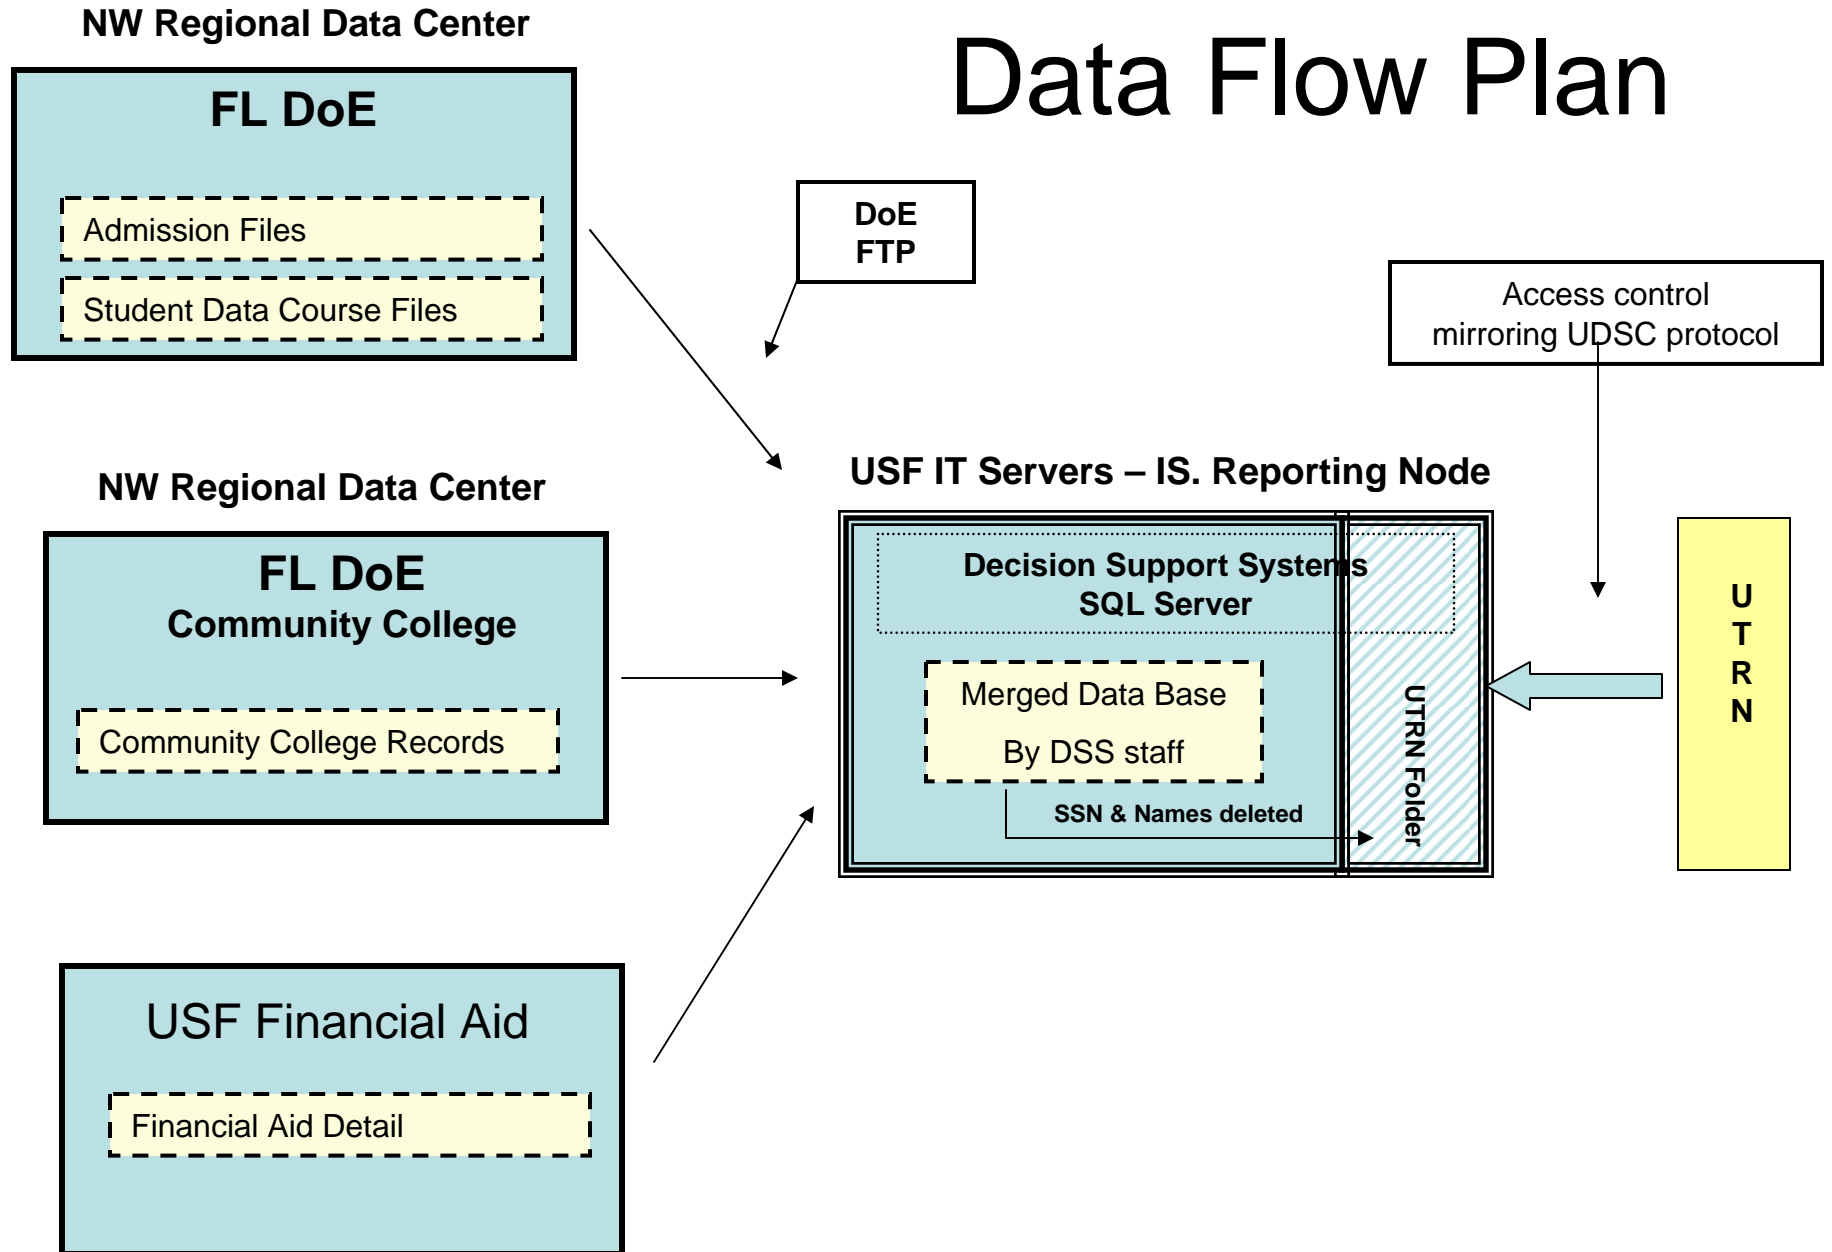 NW Regional Data Center
Data Flow Plan
FL DoE
Admission Files
Student Data Course Files
DoE
FTP
Access control
mirroring UDSC protocol
NW Regional Data Center
FL DoE
Community College
Community College Records
USF IT Servers – IS. Reporting Node
Decision Support Systems
SQL Server
Merged Data Base
By DSS staff
SSN & Names deleted
UTRN Folder
U
T
R
N
USF Financial Aid
Financial Aid Detail